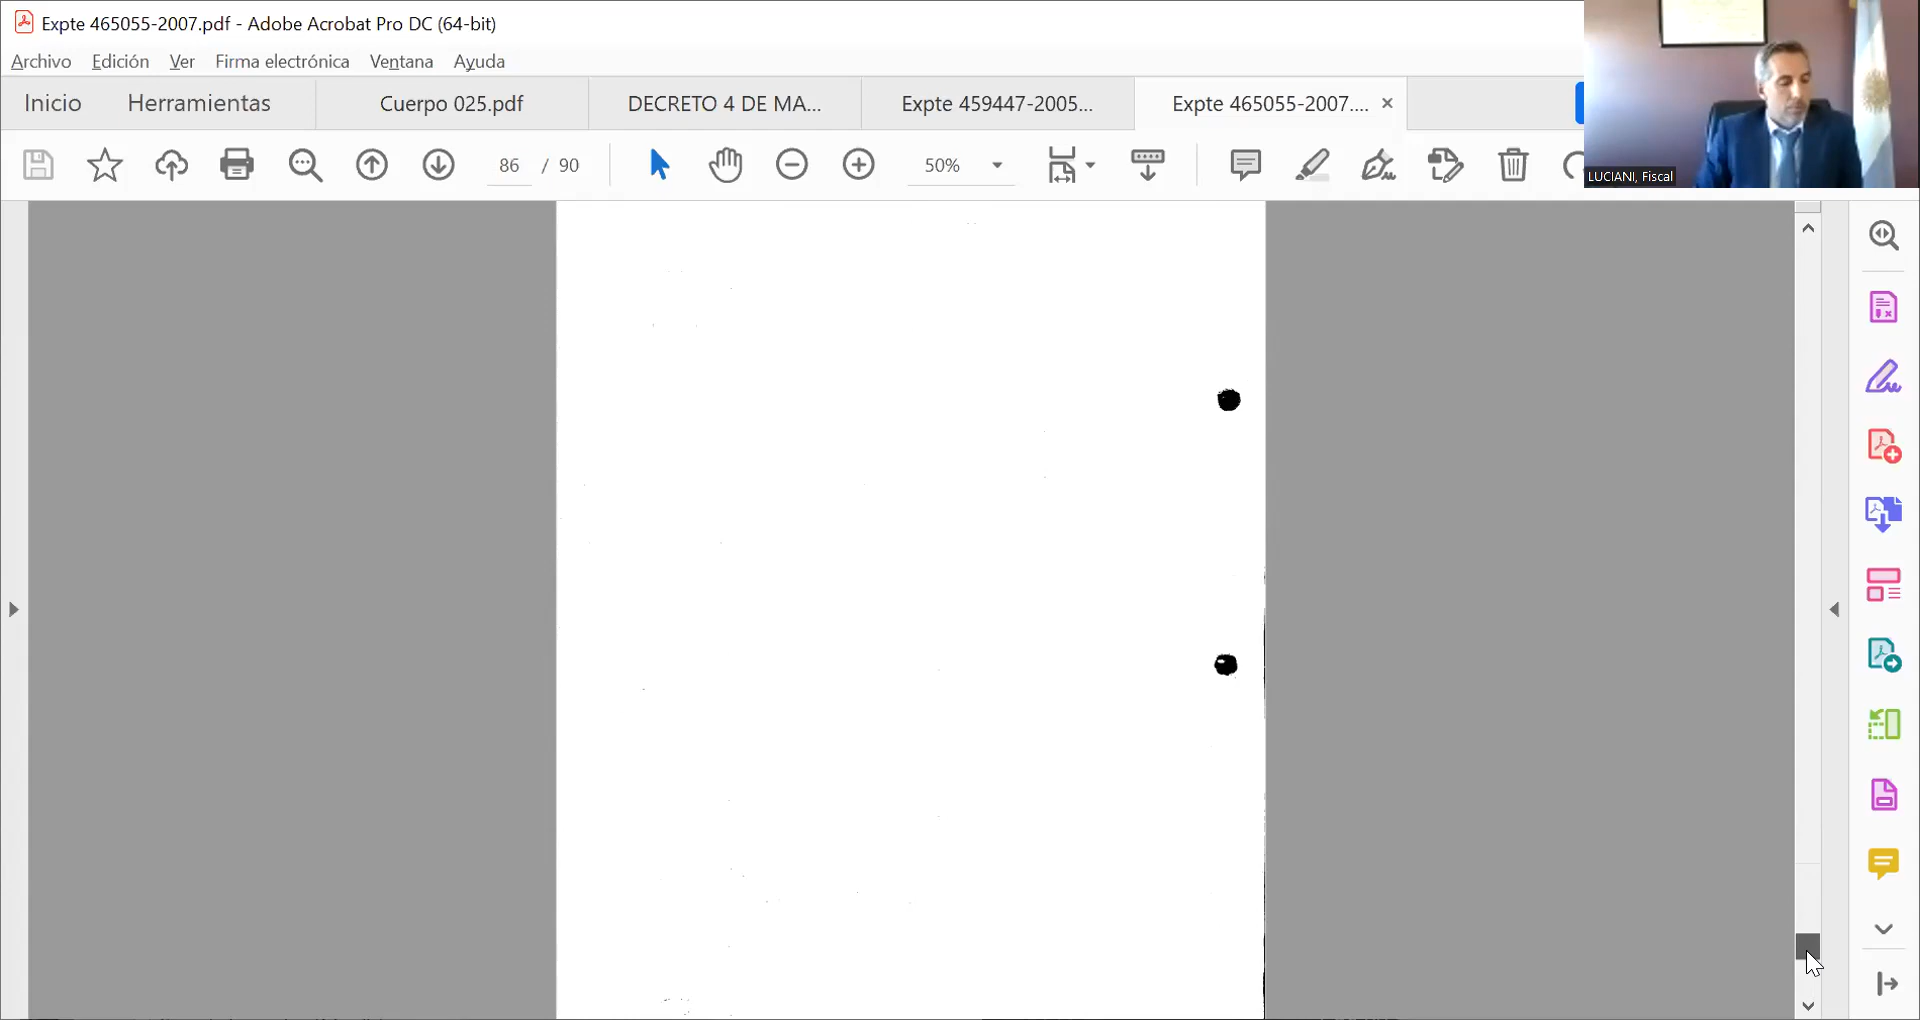 Expte 465055-2007.pdf - Adobe Acrobat Pro DC (64-bit)
Archivo Edición Ver Firma electrónica Ventana Ayuda
Inicio Herramientas Cuerpo 025.pdf DECRETO 4 DE MA... Expte 459447-2005... Expte 465055-2007....
86 / 90 50%
LUCIANI, Fiscal